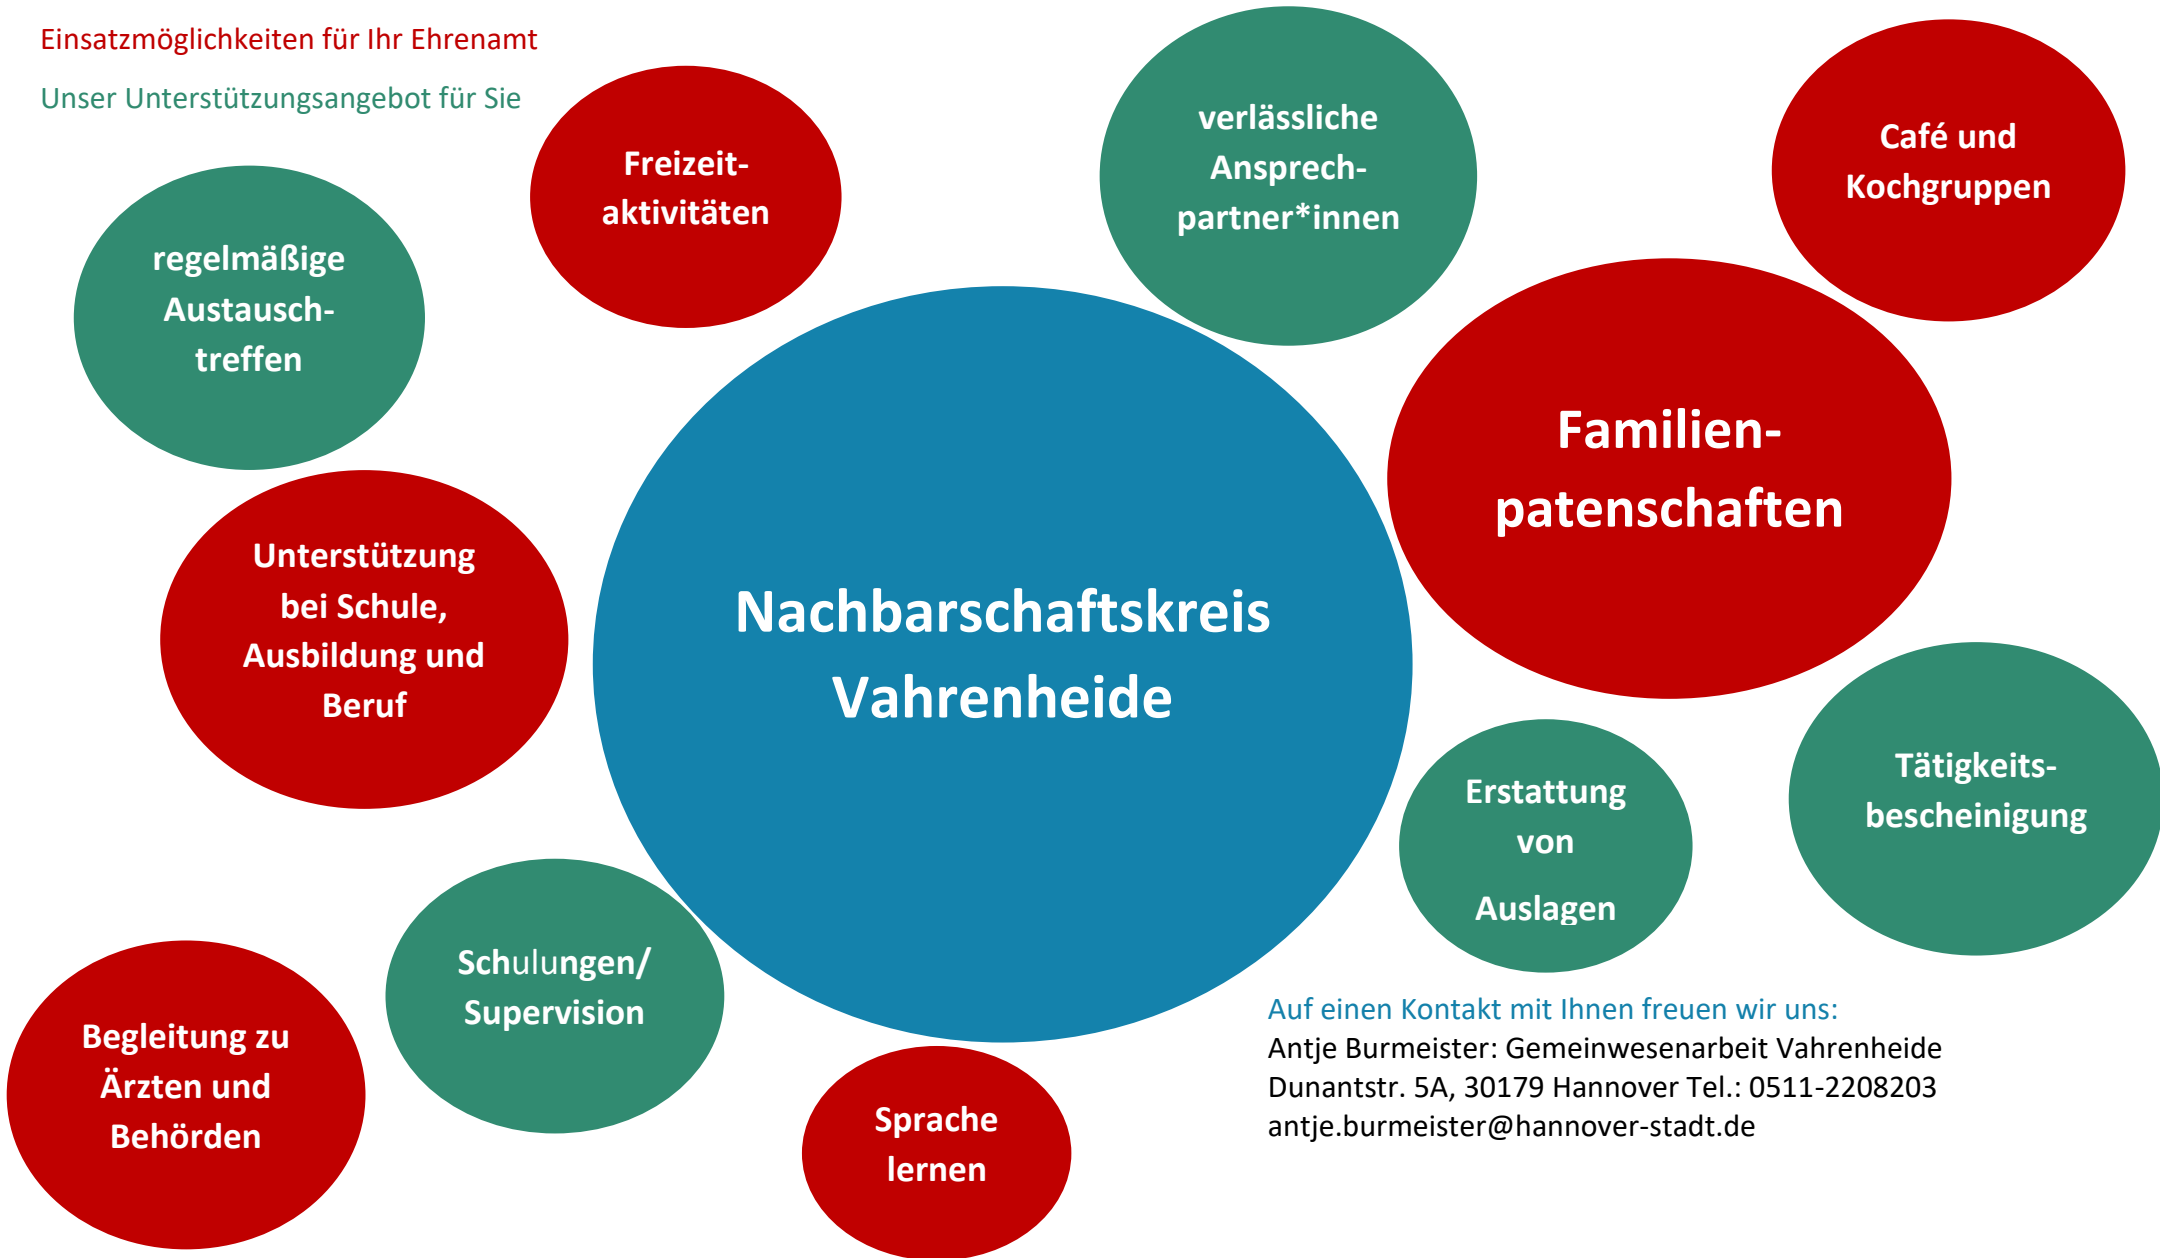 Einsatzmöglichkeiten für Ihr Ehrenamt
Unser Unterstützungsangebot für Sie
Freizeit-
aktivitäten
verlässliche
Ansprech-
partner*innen
Café und
Kochgruppen
regelmäßige
Austausch-
treffen
Familien-
patenschaften
Unterstützung
bei Schule,
Ausbildung und
Beruf
Nachbarschaftskreis
Vahrenheide
Erstattung
von
Auslagen
Tätigkeits-
bescheinigung
Schulungen/
Supervision
Begleitung zu
Ärzten und
Behörden
Sprache
lernen
Auf einen Kontakt mit Ihnen freuen wir uns:
Antje Burmeister: Gemeinwesenarbeit Vahrenheide
Dunantstr. 5A, 30179 Hannover Tel.: 0511-2208203
antje.burmeister@hannover-stadt.de